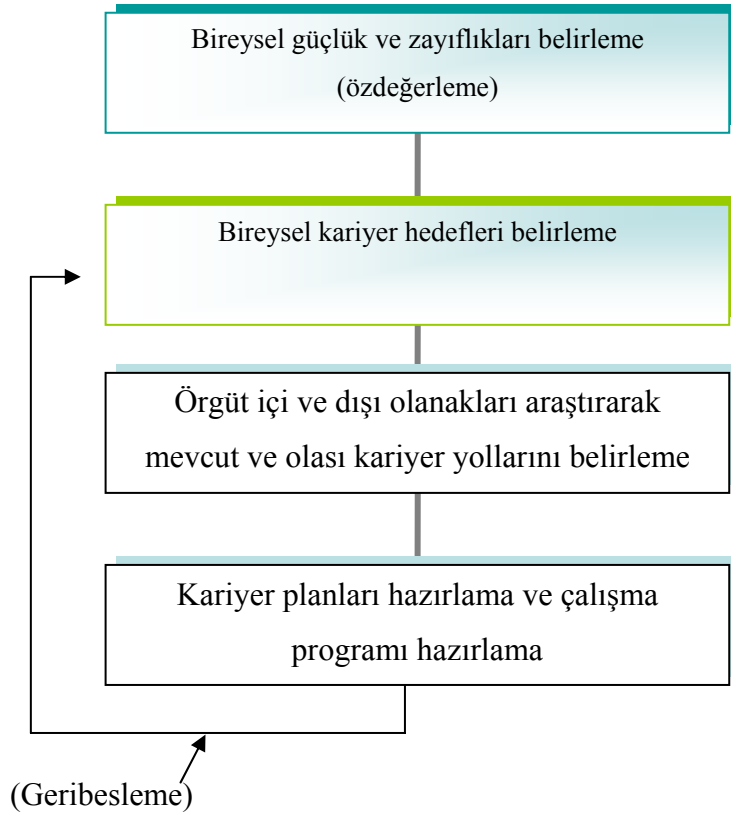 Bireysel güçlük ve zayıflıkları belirleme
(özdeğerleme)
Bireysel kariyer hedefleri belirleme
Örgüt içi ve dışı olanakları araştırarak
mevcut ve olası kariyer yollarını belirleme
Kariyer planları hazırlama ve çalışma
programı hazırlama
(Geribesleme)